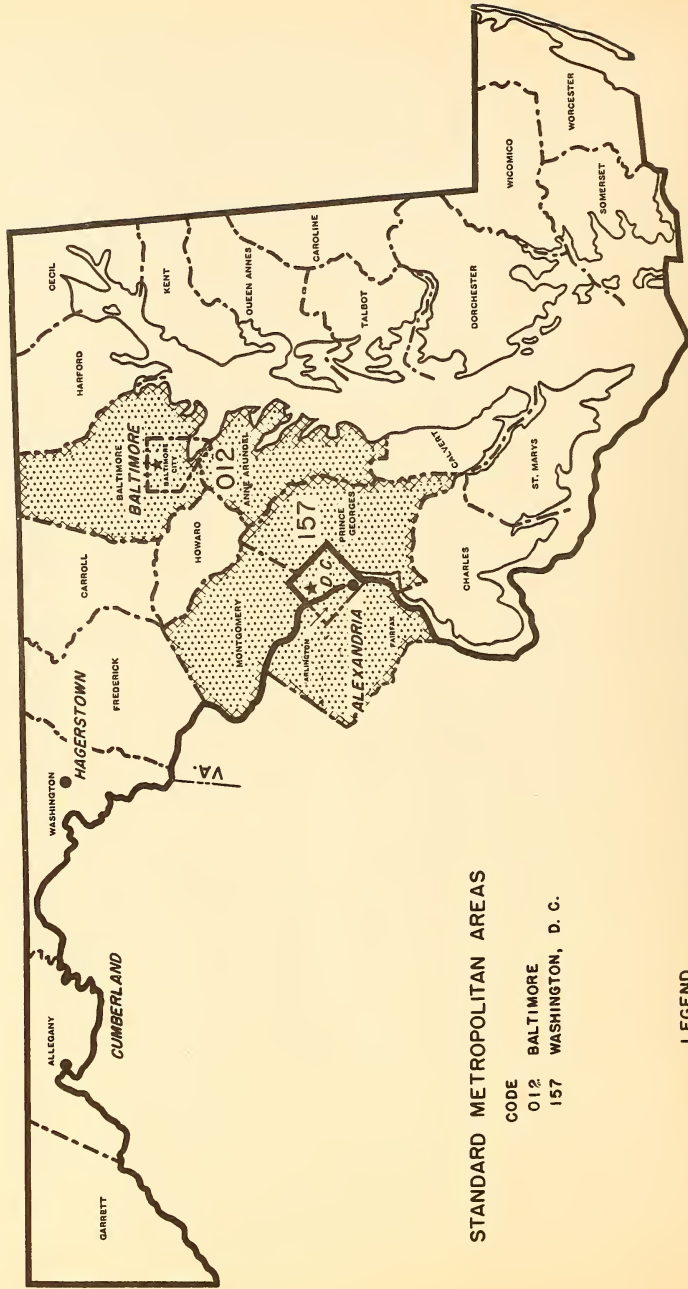 GARRETT
ALLEGANY
CUMBERLAND
WASHINGTON
HAGERSTOWN
FREDERICK
CARROLL
BALTIMORE
BALTIMORE
BALTIMORE
CITY
HARFORD
CECIL
KENT
QUEEN ANNES
CAROLINE
TALBOT
DORCHESTER
WICOMICO
WORCESTER
SOMERSET
HOWARD
012
ANNE ARUNDEL
MONTGOMERY
157
PRINCE
GEORGES
D. C.
ARLINGTON
ALEXANDRIA
FAIRFAX
CALVERT
CHARLES
ST. MARYS
VA.
STANDARD METROPOLITAN AREAS
CODE
012 BALTIMORE
157 WASHINGTON, D. C.
LEGEND